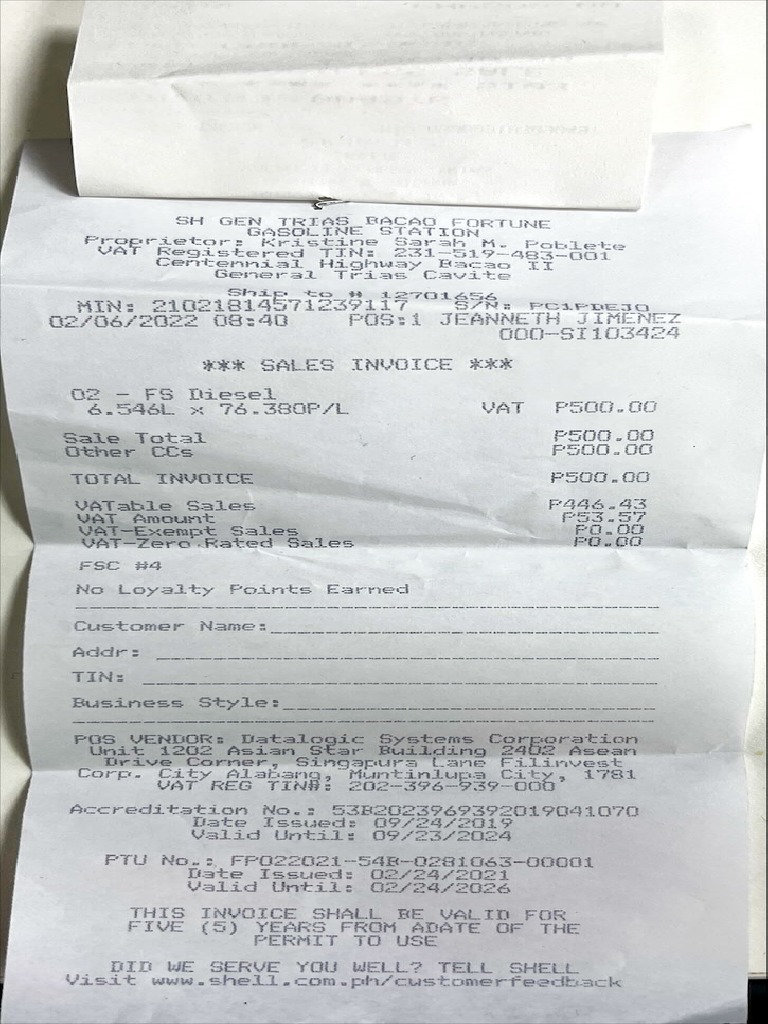 SH GEN TRIAS BACAO FORTUNE
GASOLINE STATION
Proprietor: Kristine Sarah M. Poblete
VAT Registered TIN: 231-519-483-001
Centennial Highway Bacao II
General Trias Cavite
Ship to # 12701656
MIN: 21021814571239117 S/N: PC1PDEJ0
02/06/2022 08:40 POS:1 JEANNETH JIMENEZ
000-SI103424
*** SALES INVOICE ***
02 - FS Diesel
6.546L x 76.380P/L VAT ₱500.00
Sale Total ₱500.00
Other CCs ₱500.00
TOTAL INVOICE ₱500.00
VATable Sales ₱446.43
VAT Amount ₱53.57
VAT-Exempt Sales ₱0.00
VAT-Zero Rated Sales ₱0.00
FSC #4
No Loyalty Points Earned
Customer Name:
Addr:
TIN:
Business Style:
POS VENDOR: Datalogic Systems Corporation
Unit 1202 Asian Star Building 2402 Asean
Drive Corner, Singapura Lane Filinvest
Corp. City Alabang, Muntinlupa City, 1781
VAT REG TIN#: 202-396-939-000
Accreditation No.: 53B2023969392019041070
Date Issued: 09/24/2019
Valid Until: 09/23/2024
PTU No.: FP022021-54B-0281063-00001
Date Issued: 02/24/2021
Valid Until: 02/24/2026
THIS INVOICE SHALL BE VALID FOR
FIVE (5) YEARS FROM ADATE OF THE
PERMIT TO USE
DID WE SERVE YOU WELL? TELL SHELL
Visit www.shell.com.ph/customerfeedback